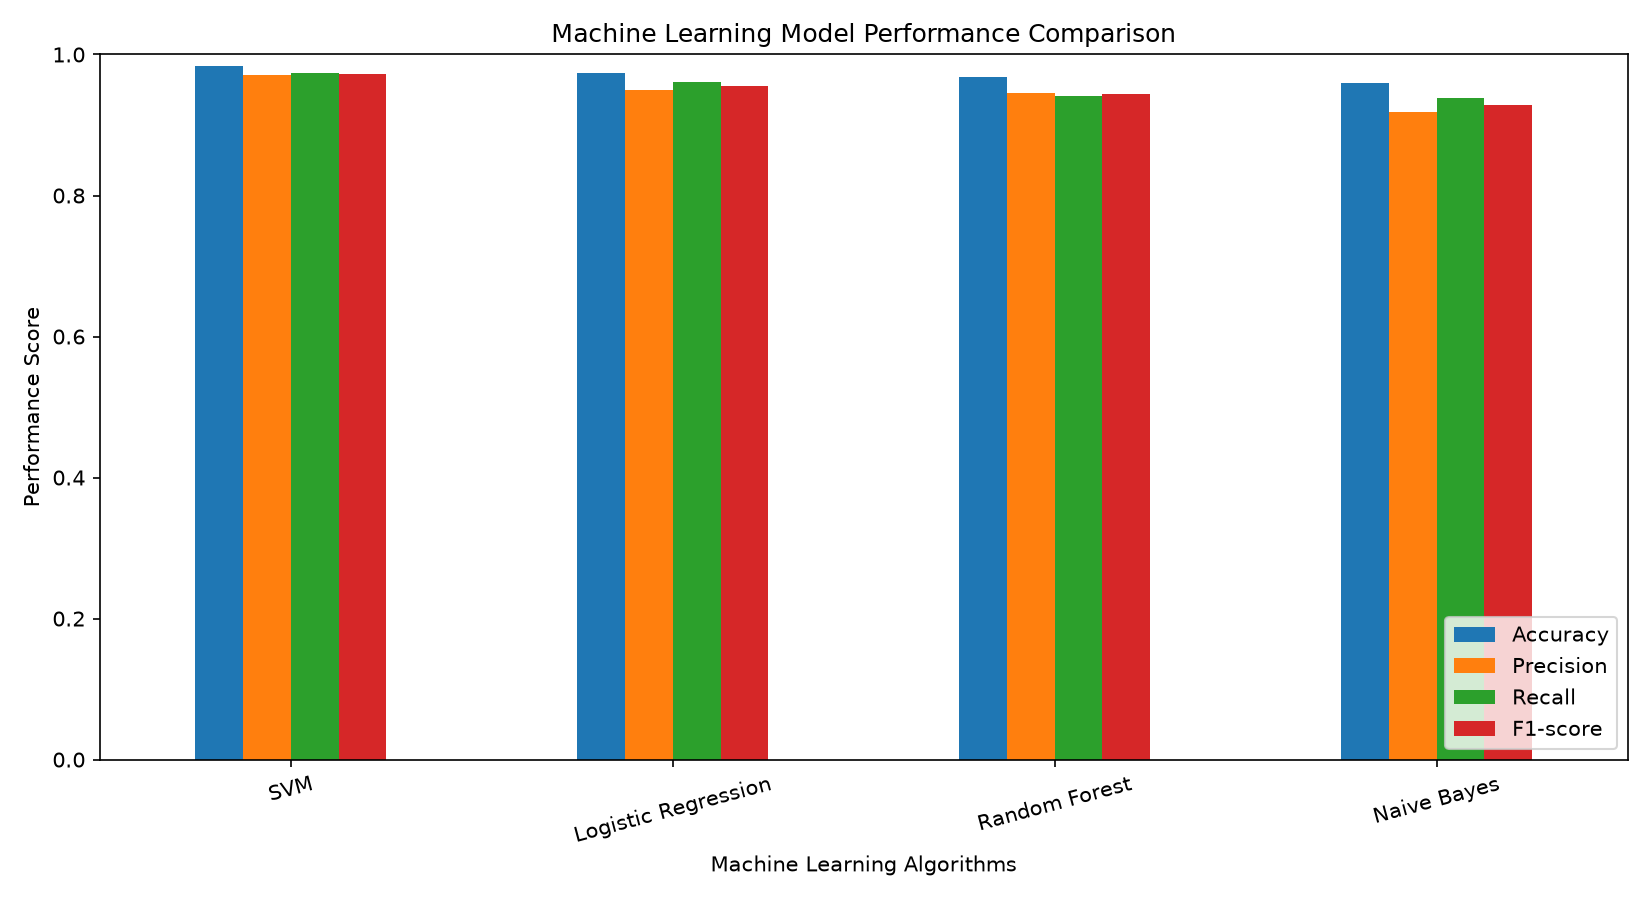 Machine Learning Model Performance Comparison
1.0
0.8
0.6
0.4
0.2
0.0
Performance Score
SVM
Logistic Regression
Random Forest
Naive Bayes
Machine Learning Algorithms
Accuracy
Precision
Recall
F1-score